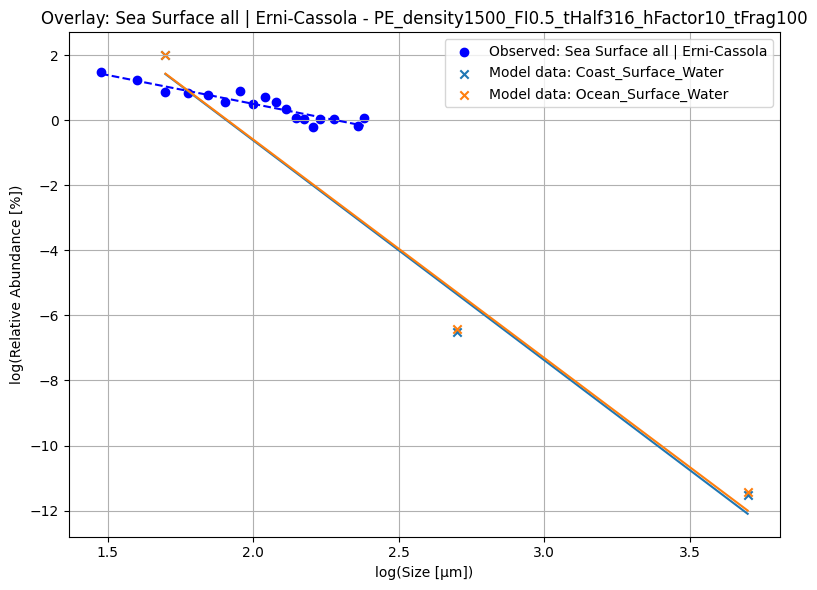 Overlay: Sea Surface all | Erni-Cassola - PE_density1500_FI0.5_tHalf316_hFactor10_tFrag100
Observed: Sea Surface all | Erni-Cassola
Model data: Coast_Surface_Water
Model data: Ocean_Surface_Water
log(Relative Abundance [%])
2
0
−2
−4
−6
−8
−10
−12
1.5
2.0
2.5
3.0
3.5
log(Size [μm])